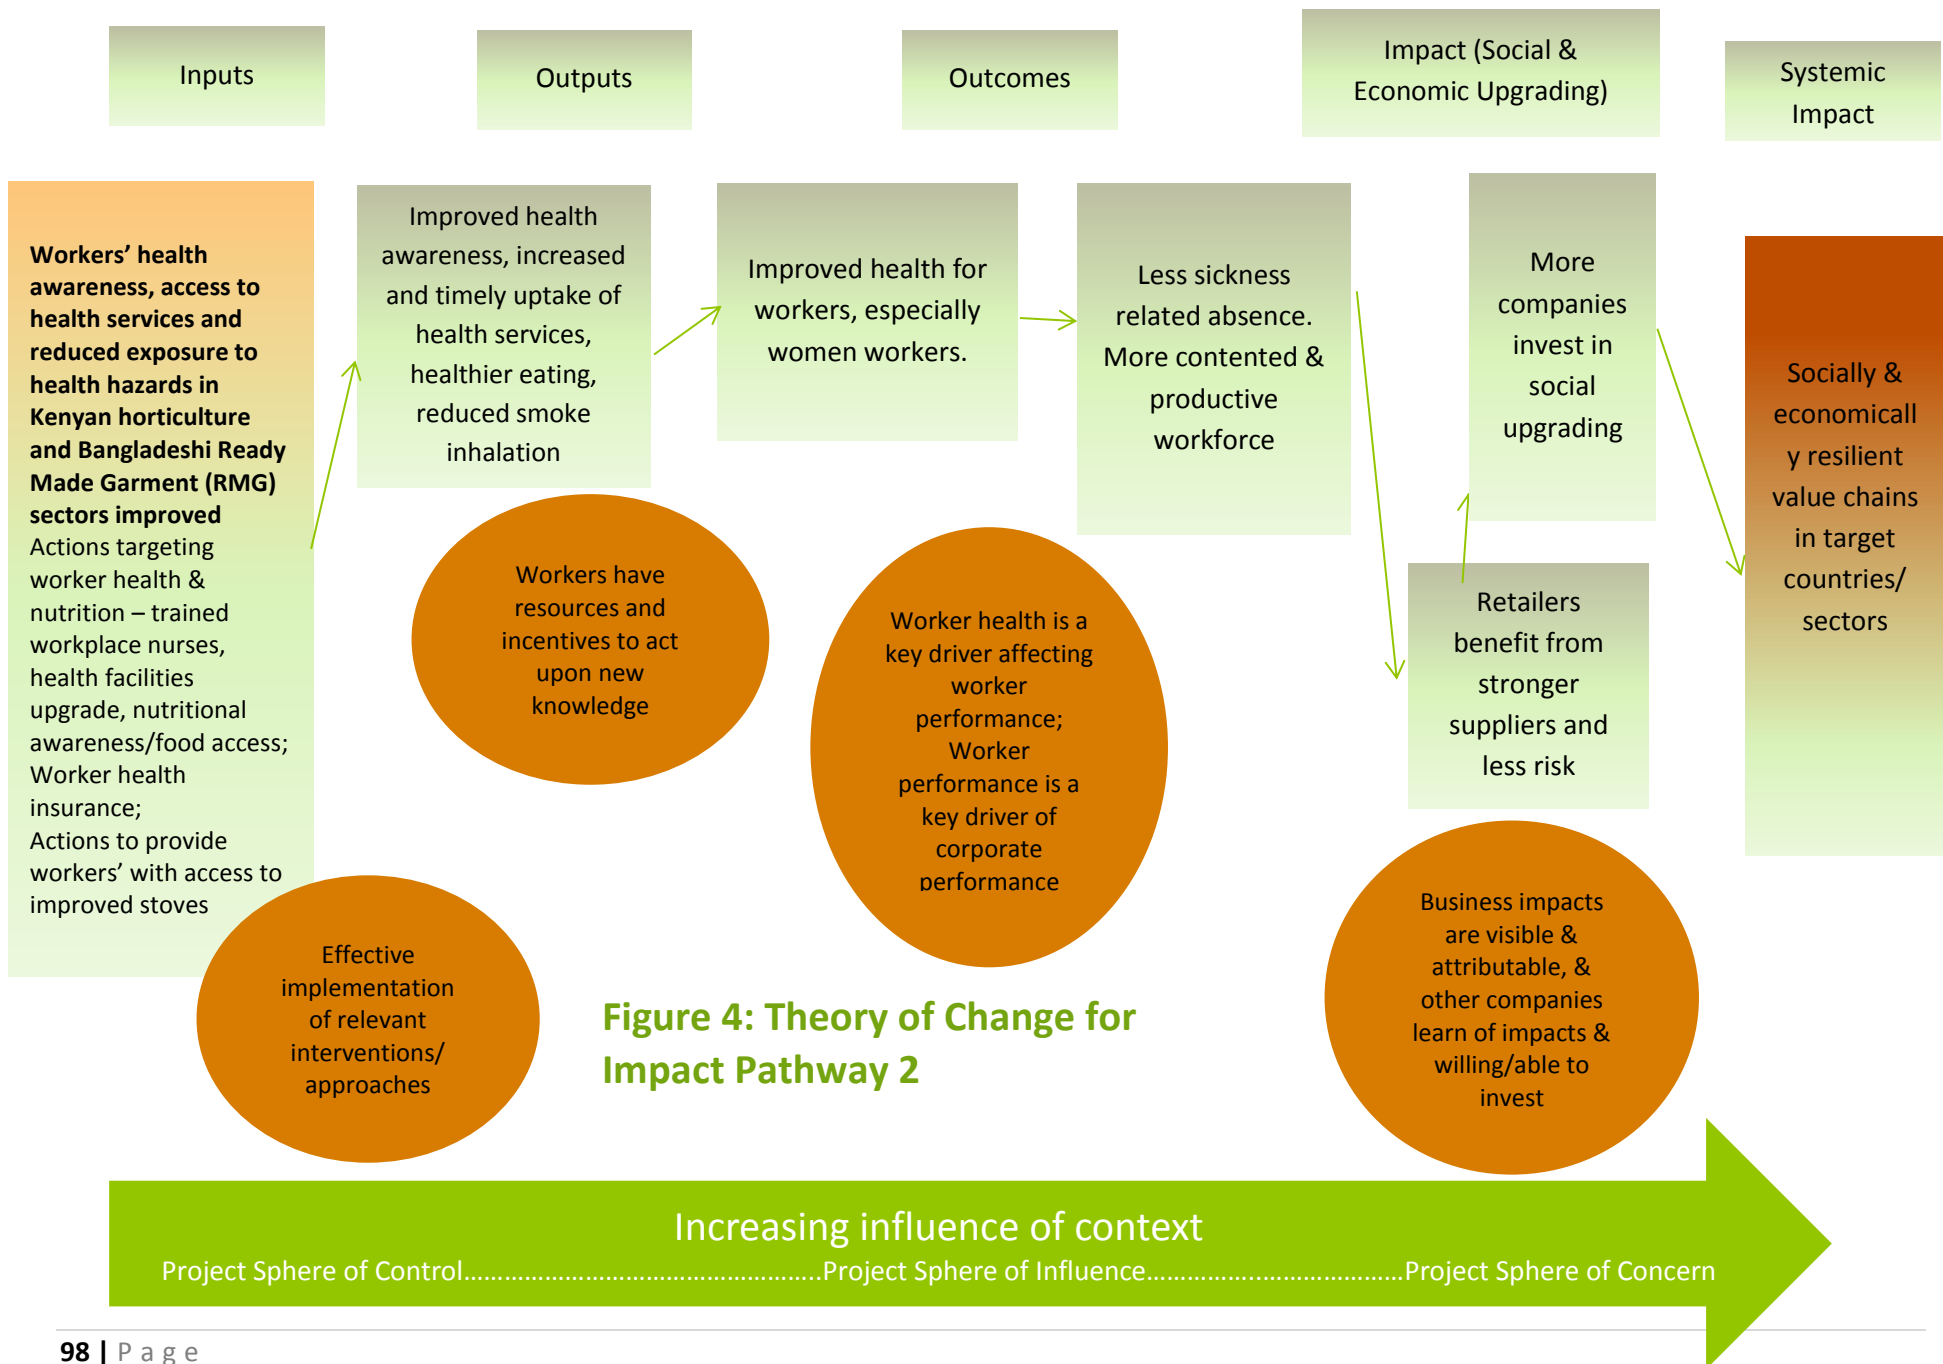 Inputs
Outputs
Outcomes
Impact (Social &
Economic Upgrading)
Systemic
Impact
Workers’ health
awareness, access to
health services and
reduced exposure to
health hazards in
Kenyan horticulture
and Bangladeshi Ready
Made Garment (RMG)
sectors improved
Actions targeting
worker health &
nutrition – trained
workplace nurses,
health facilities
upgrade, nutritional
awareness/food access;
Worker health
insurance;
Actions to provide
workers’ with access to
improved stoves
Improved health
awareness, increased
and timely uptake of
health services,
healthier eating,
reduced smoke
inhalation
Improved health for
workers, especially
women workers.
Less sickness
related absence.
More contented &
productive
workforce
More
companies
invest in
social
upgrading
Retailers
benefit from
stronger
suppliers and
less risk
Socially &
economicall
y resilient
value chains
in target
countries/
sectors
Effective
implementation
of relevant
interventions/
approaches
Workers have
resources and
incentives to act
upon new
knowledge
Worker health is a
key driver affecting
worker
performance;
Worker
performance is a
key driver of
corporate
performance
Business impacts
are visible &
attributable, &
other companies
learn of impacts &
willing/able to
invest
Figure 4: Theory of Change for
Impact Pathway 2
Increasing influence of context
Project Sphere of Control……………………………………………..Project Sphere of Influence……………..…………………Project Sphere of Concern
98 | P a g e